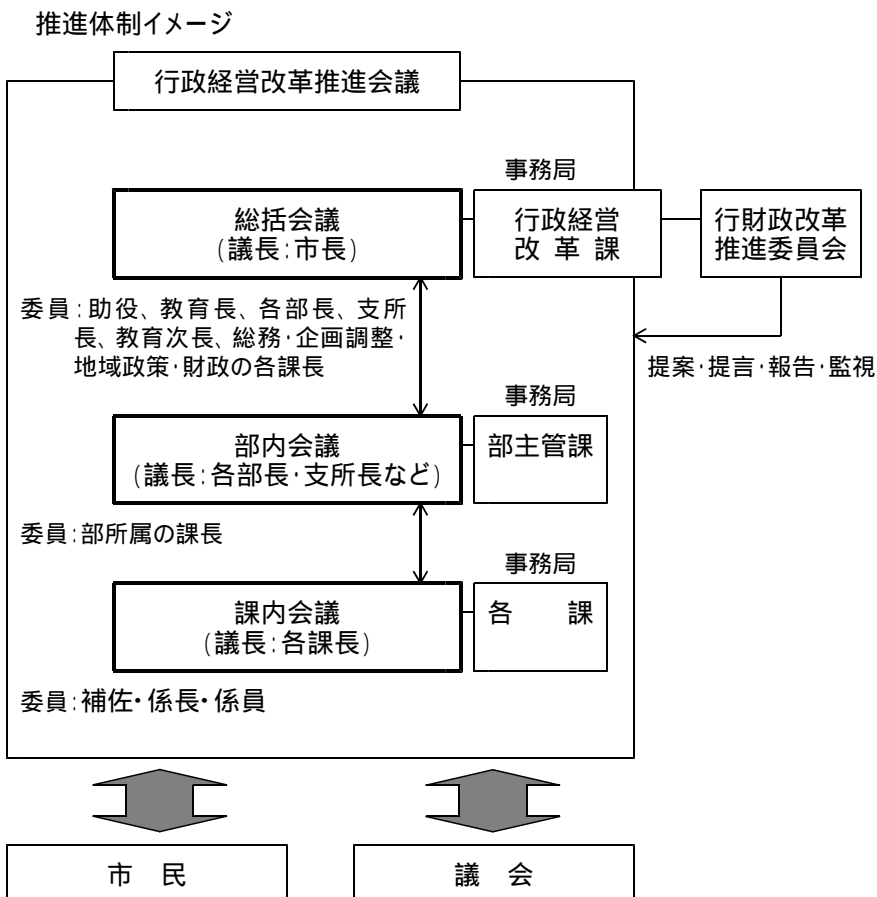 推進体制イメージ
行政経営改革推進会議
事務局
総括会議
(議長:市長)
行政経営
改 革 課
行財政改革
推進委員会
委員:助役、教育長、各部長、支所
長、教育次長、総務・企画調整・
地域政策・財政の各課長
提案・提言・報告・監視
事務局
部内会議
(議長:各部長・支所長など)
部主管課
委員:部所属の課長
事務局
課内会議
(議長:各課長)
各　　課
委員:補佐・係長・係員
市　民
議　会